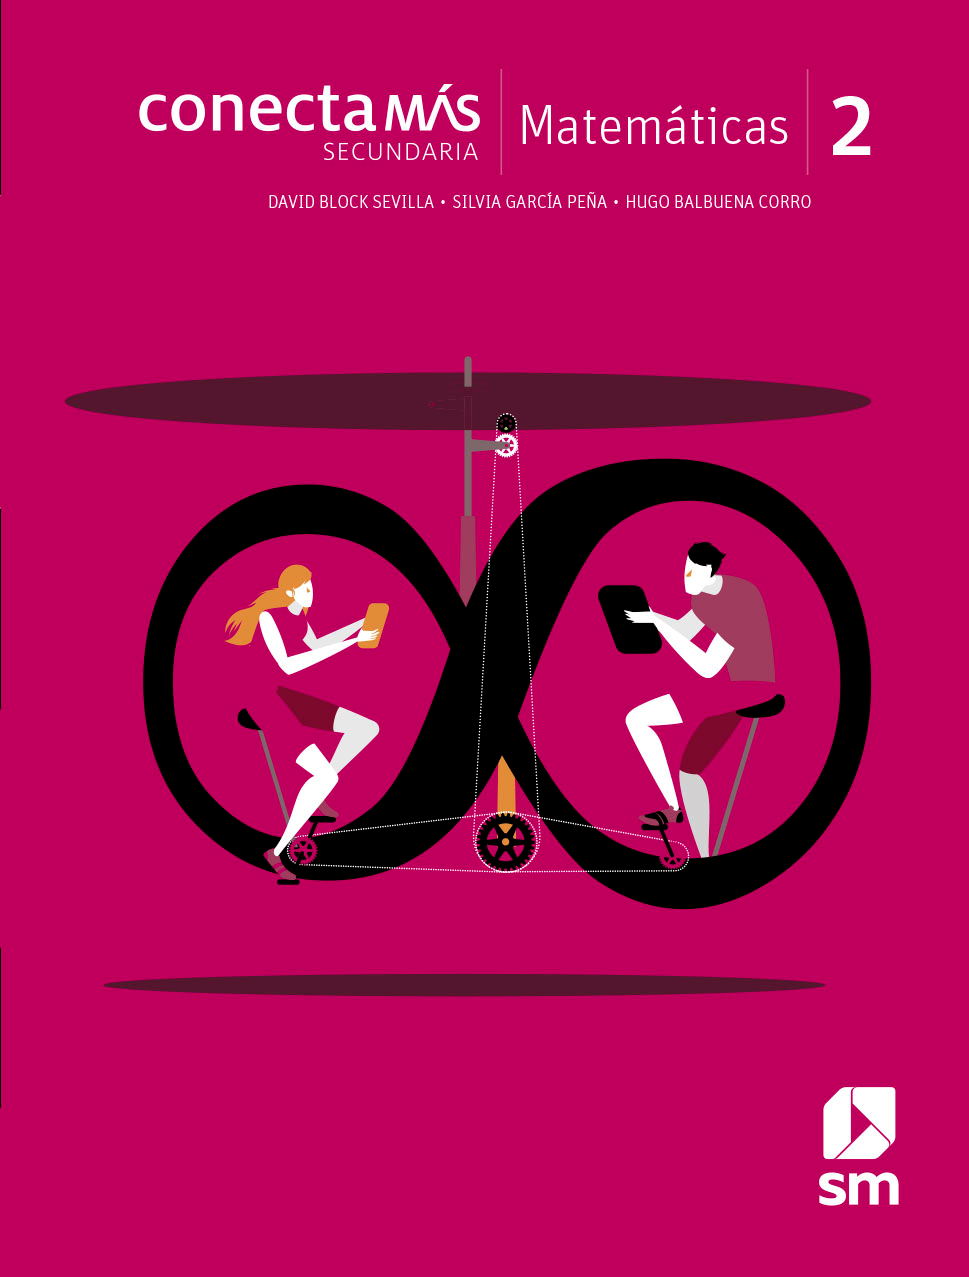 conecta MÁS
SECUNDARIA
Matemáticas
2
DAVID BLOCK SEVILLA • SILVIA GARCÍA PEÑA • HUGO BALBUENA CORRO
sm